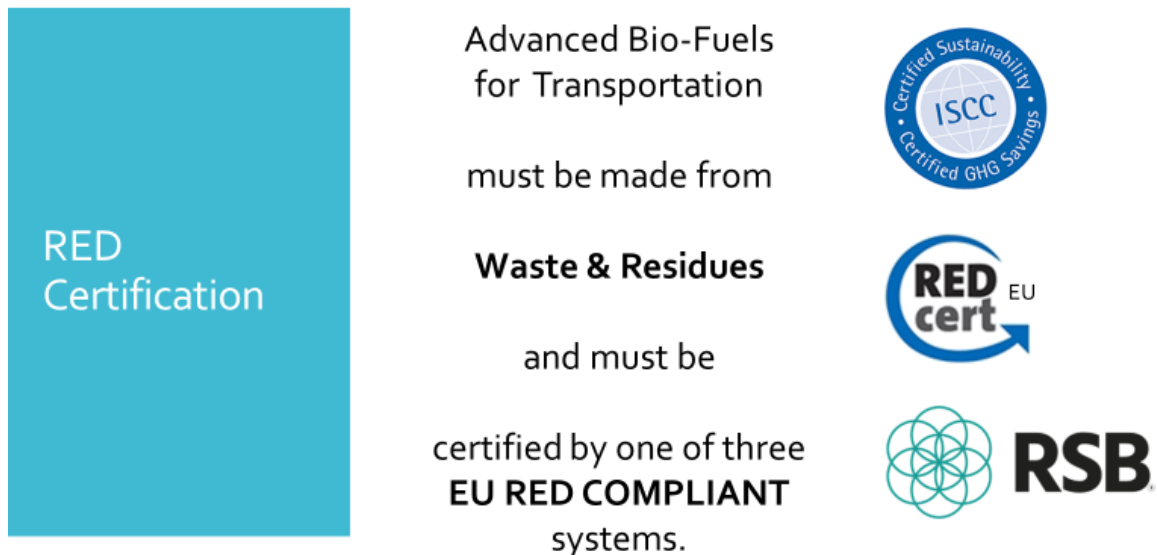 RED
Certification
Advanced Bio-Fuels
for Transportation
must be made from
Waste & Residues
and must be
certified by one of three
EU RED COMPLIANT
systems.
• Certified Sustainability •
ISCC
Certified GHG Savings
RED
cert
EU
RSB